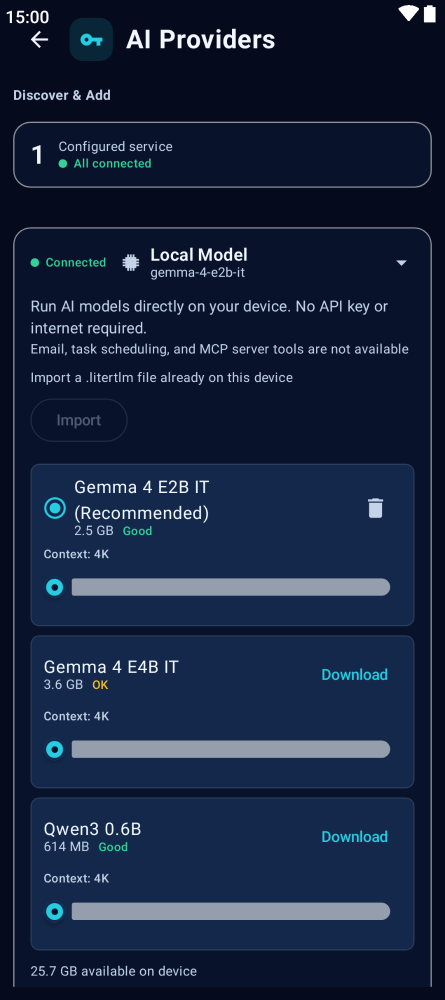 15:00
AI Providers
Discover & Add
1
Configured service
All connected
Connected
Local Model
gemma-4-e2b-it
Run AI models directly on your device. No API key or
internet required.
Email, task scheduling, and MCP server tools are not available
Import a .litertlm file already on this device
Import
Gemma 4 E2B IT
(Recommended)
2.5 GB Good
Context: 4K
Gemma 4 E4B IT
3.6 GB OK
Download
Context: 4K
Qwen3 0.6B
614 MB Good
Download
Context: 4K
25.7 GB available on device